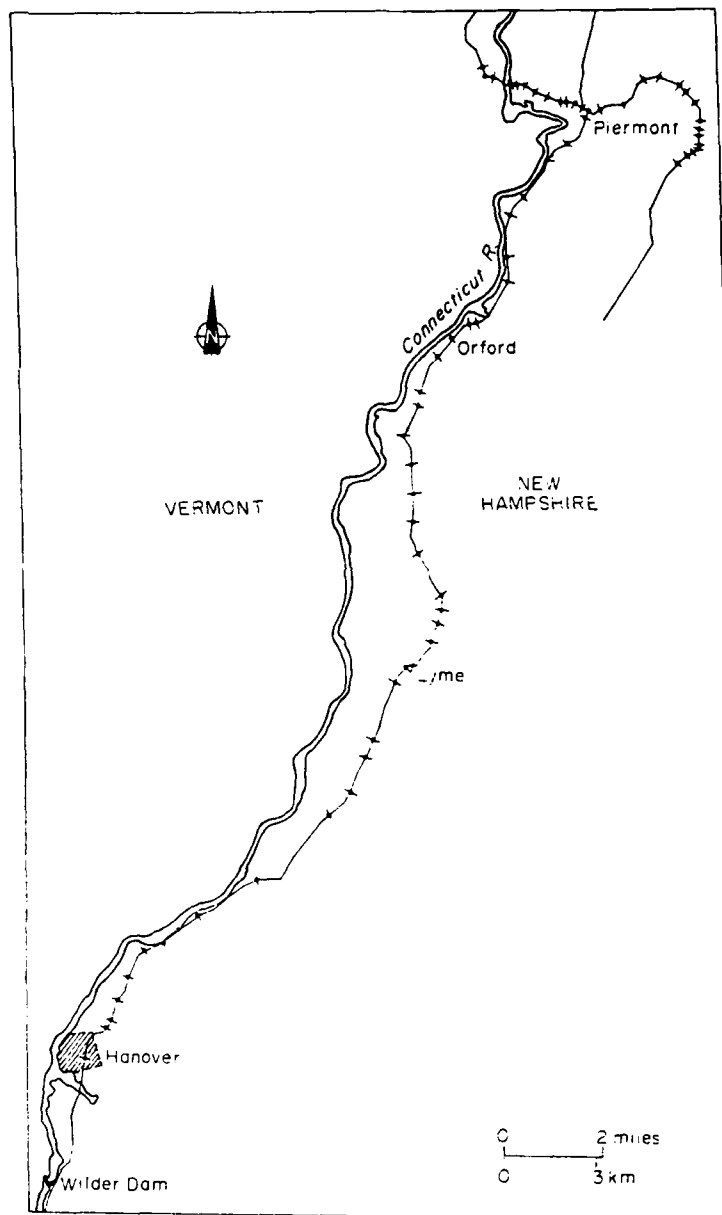 Piermont
Connecticut R.
Orford
N
VERMONT
NEW
HAMPSHIRE
Hanover
0 2 miles
0 3 km
Wilder Dam